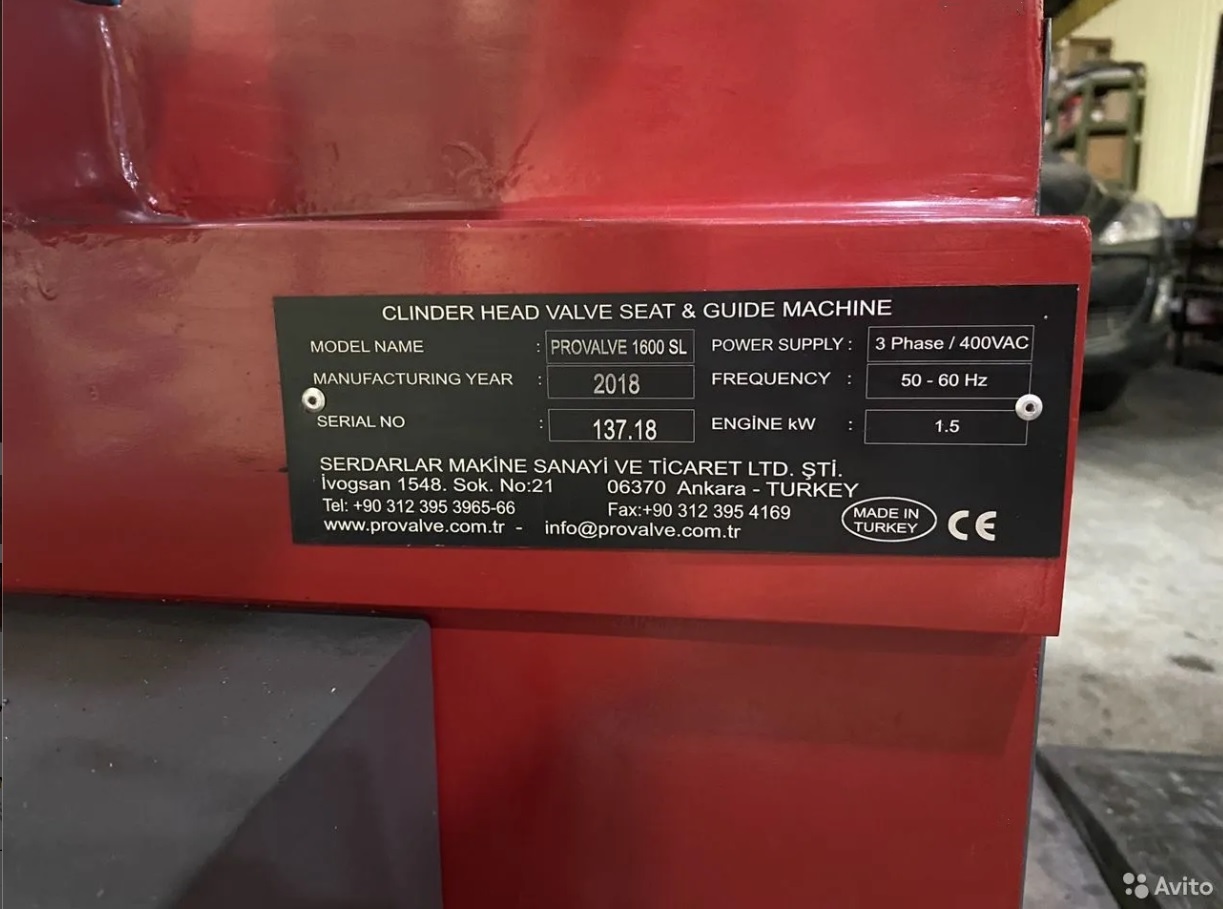 CLINDER HEAD VALVE SEAT & GUIDE MACHINE
MODEL NAME : PROVALVE 1600 SL POWER SUPPLY : 3 Phase / 400VAC
MANUFACTURING YEAR : 2018 FREQUENCY : 50 - 60 Hz
SERIAL NO : 137.18 ENGİNE kW : 1.5
SERDARLAR MAKİNE SANAYİ VE TİCARET LTD. ŞTİ.
İvogsan 1548. Sok. No:21 06370 Ankara - TURKEY
Tel: +90 312 395 3965-66 Fax:+90 312 395 4169
www.provalve.com.tr - info@provalve.com.tr
MADE IN
TURKEY
CE
Avito